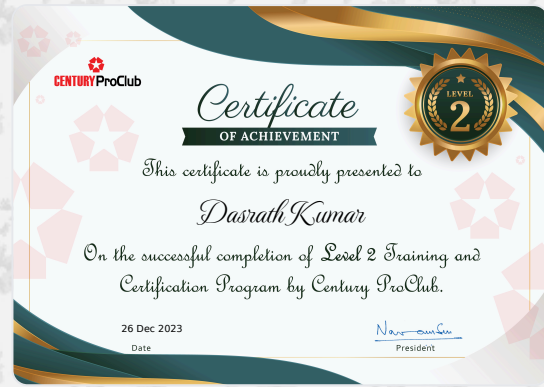 CENTURY ProClub
Certificate
OF ACHIEVEMENT
LEVEL
2
This certificate is proudly presented to
Dasrath Kumar
On the successful completion of Level 2 Training and
Certification Program by Century ProClub.
26 Dec 2023
Date
President